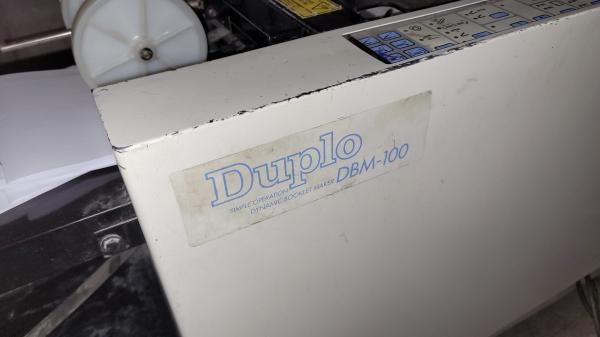 Duplo
SIMPLE OPERATION
DYNAMIC BOOKLET MAKER DBM-100